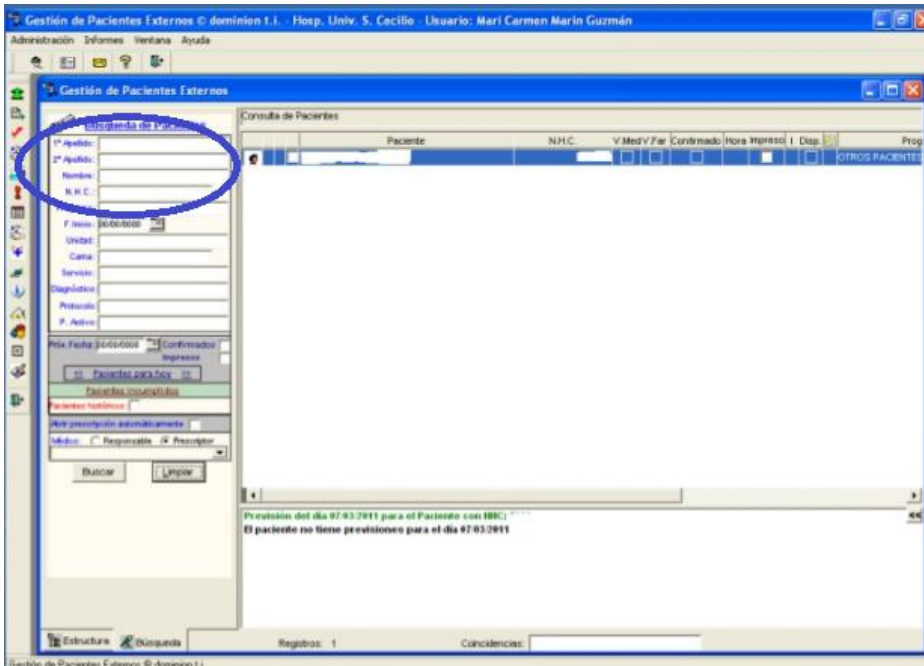 Gestión de Pacientes Externos © dominion t.i. - Hosp. Univ. S. Cecilio - Usuario: Mari Carmen Marín Guzmán
Administración Informes Ventana Ayuda
Gestión de Pacientes Externos
Búsqueda de Pacientes
1º Apellido:
2º Apellido:
Nombre:
N.H.C.:
F.Inicio: 00/00/0000
Unidad:
Cama:
Servicio:
Diagnóstico:
Protocolo:
P. Activo:
Próx.Fecha: 00/00/0000 Confirmados
Impresos
Pacientes para hoy
Pacientes Incumplidos
Pacientes históricos
Abrir prescripción automáticamente
Médico: Responsable Prescriptor
Buscar Limpiar
Consulta de Pacientes
Paciente N.H.C. V.Med V.Far Confirmado Hora Impreso I Disp. Prog
OTROS PACIENTES
Previsión del día 07/03/2011 para el Paciente con NHC:
El paciente no tiene previsiones para el día 07/03/2011
Estructura Búsqueda Registros: 1 Coincidencias:
Gestión de Pacientes Externos © dominion t.i.